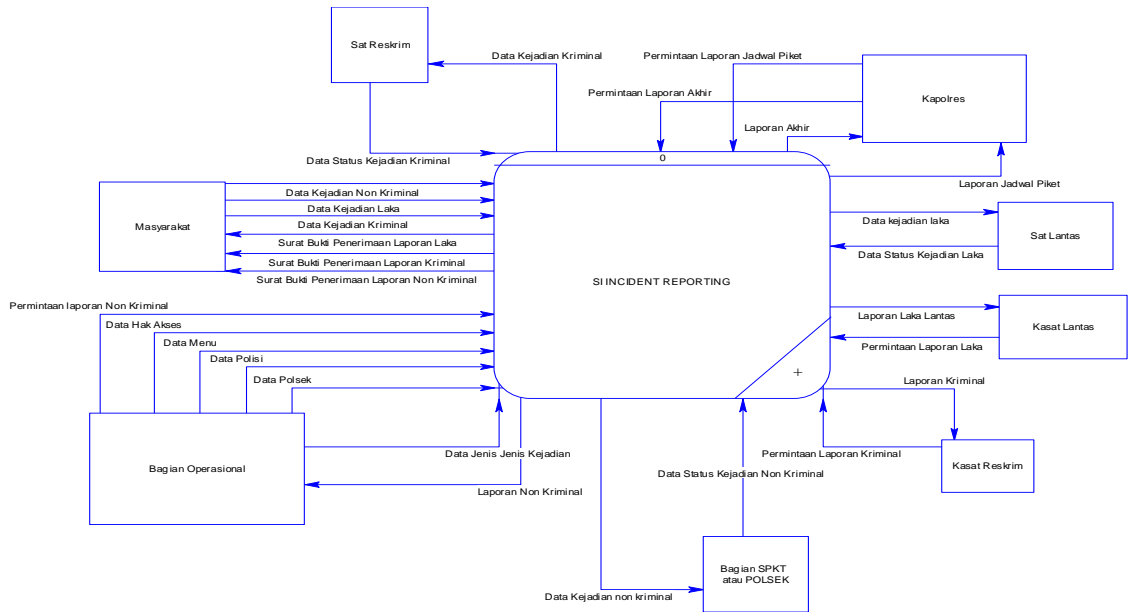 Sat Reskrim
Data Kejadian Kriminal
Permintaan Laporan Jadwal Piket
Kapolres
Permintaan Laporan Akhir
Laporan Akhir
Data Status Kejadian Kriminal
0
Laporan Jadwal Piket
Masyarakat
Data Kejadian Non Kriminal
Data Kejadian Laka
Data Kejadian Kriminal
Surat Bukti Penerimaan Laporan Laka
Surat Bukti Penerimaan Laporan Kriminal
Surat Bukti Penerimaan Laporan Non Kriminal
Data kejadian laka
Sat Lantas
Data Status Kejadian Laka
SI INCIDENT REPORTING
Permintaan laporan Non Kriminal
Data Hak Akses
Data Menu
Data Polisi
Data Polsek
Laporan Laka Lantas
Kasat Lantas
Permintaan Laporan Laka
+
Laporan Kriminal
Bagian Operasional
Data Jenis Jenis Kejadian
Permintaan Laporan Kriminal
Kasat Reskrim
Laporan Non Kriminal
Data Status Kejadian Non Kriminal
Bagian SPKT
atau POLSEK
Data Kejadian non kriminal